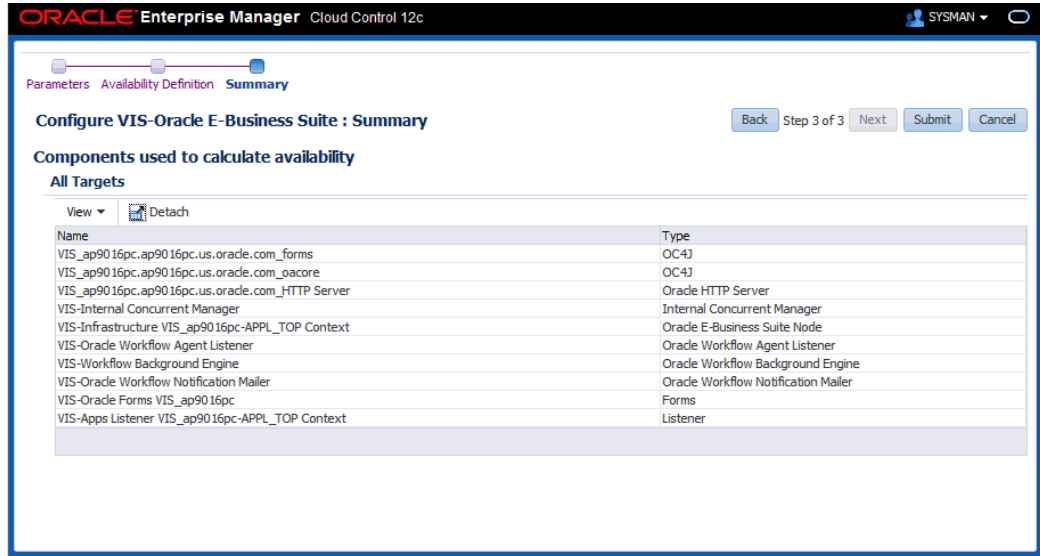 ORACLE Enterprise Manager Cloud Control 12c SYSMAN
Parameters Availability Definition Summary
Configure VIS-Oracle E-Business Suite : Summary Back Step 3 of 3 Next Submit Cancel
Components used to calculate availability
All Targets
View Detach
Name Type
VIS_ap9016pc.ap9016pc.us.oracle.com_forms OC4J
VIS_ap9016pc.ap9016pc.us.oracle.com_oacore OC4J
VIS_ap9016pc.ap9016pc.us.oracle.com_HTTP Server Oracle HTTP Server
VIS-Internal Concurrent Manager Internal Concurrent Manager
VIS-Infrastructure VIS_ap9016pc-APPL_TOP Context Oracle E-Business Suite Node
VIS-Oracle Workflow Agent Listener Oracle Workflow Agent Listener
VIS-Workflow Background Engine Oracle Workflow Background Engine
VIS-Oracle Workflow Notification Mailer Oracle Workflow Notification Mailer
VIS-Oracle Forms VIS_ap9016pc Forms
VIS-Apps Listener VIS_ap9016pc-APPL_TOP Context Listener